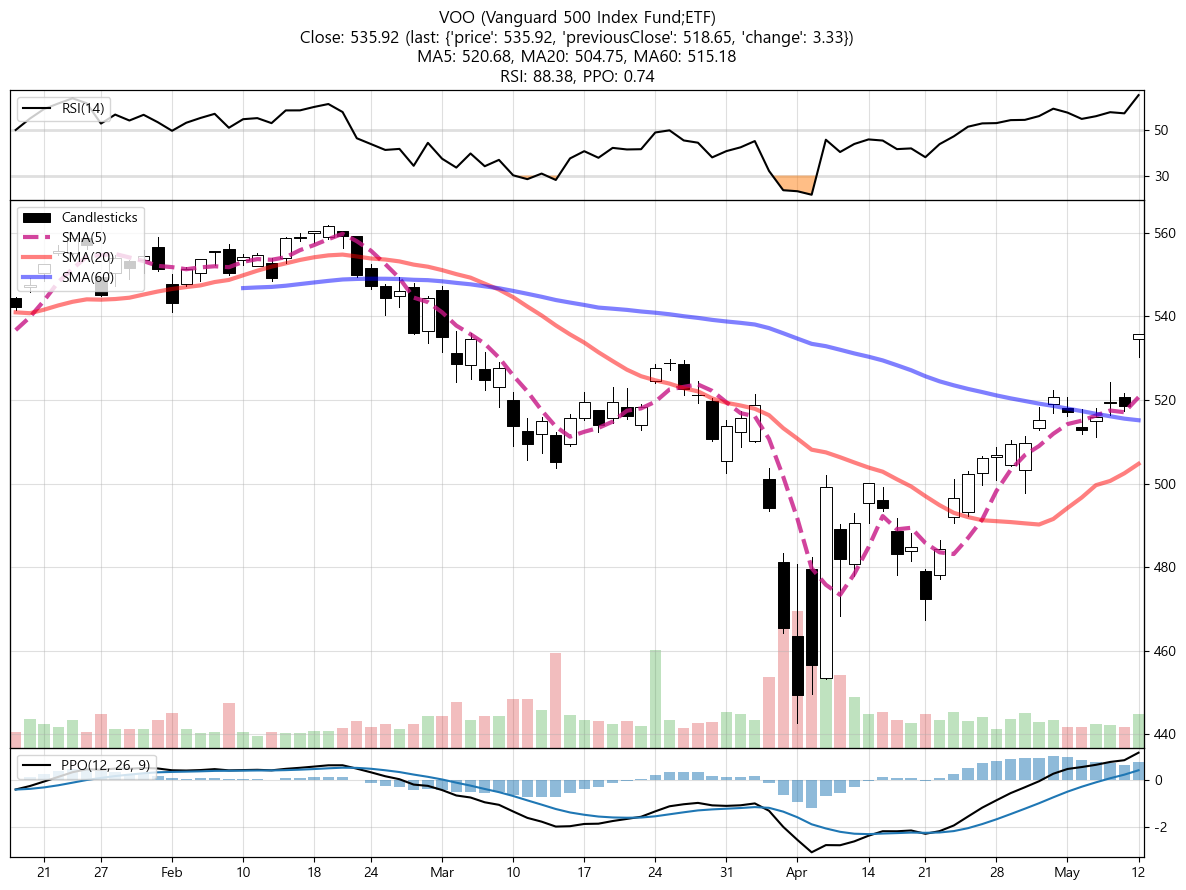 VOO (Vanguard 500 Index Fund;ETF)
Close: 535.92 (last: {'price': 535.92, 'previousClose': 518.65, 'change': 3.33})
MA5: 520.68, MA20: 504.75, MA60: 515.18
RSI: 88.38, PPO: 0.74
RSI(14)
50
30
Candlesticks
SMA(5)
SMA(20)
SMA(60)
560
540
520
500
480
460
440
PPO(12, 26, 9)
0
-2
21 27 Feb 10 18 24 Mar 10 17 24 31 Apr 14 21 28 May 12